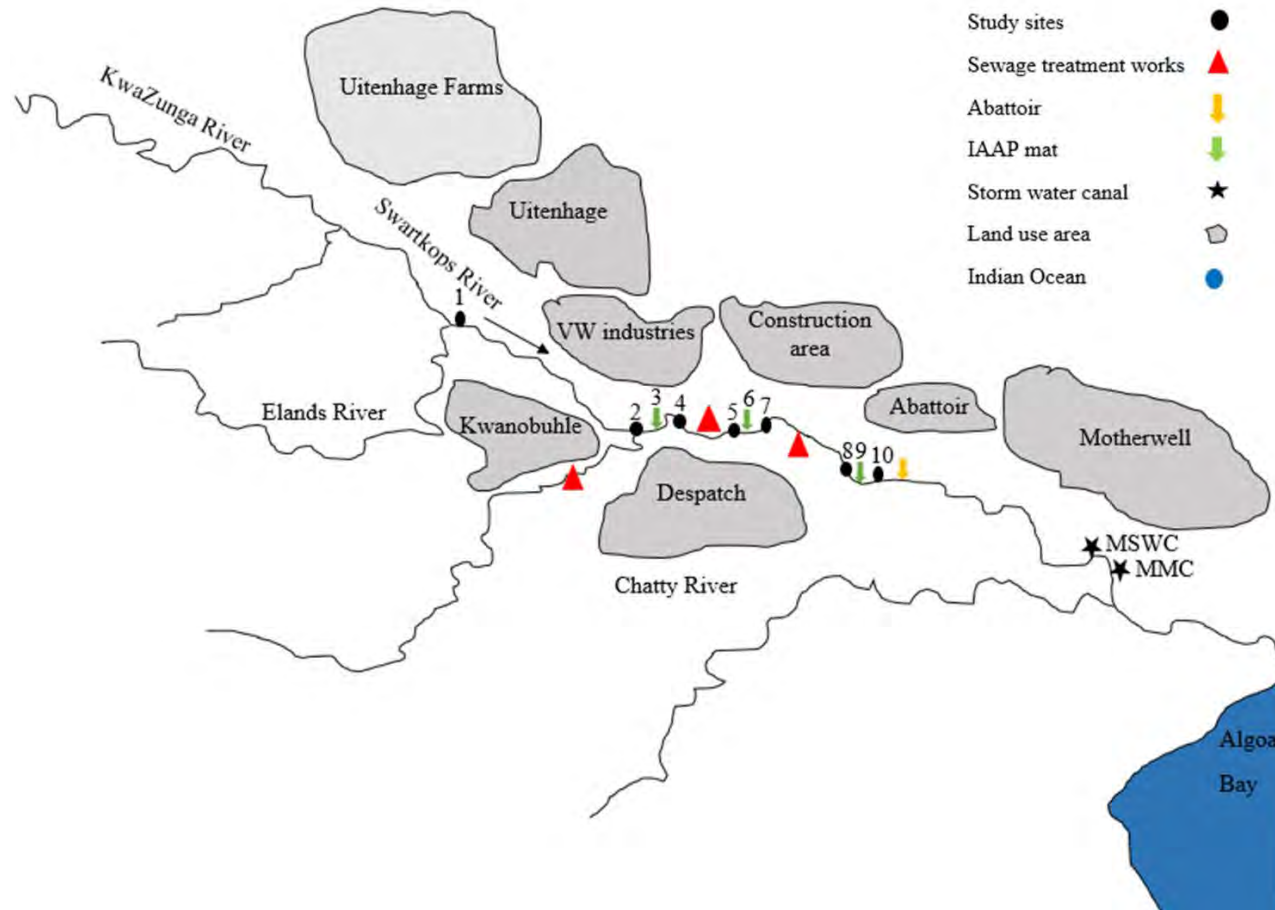 Study sites
Sewage treatment works
Abattoir
IAAP mat
Storm water canal
Land use area
Indian Ocean
KwaZunga River
Uitenhage Farms
Uitenhage
Swartkops River
1
VW industries
Construction
area
Elands River
Kwanobuhle
2
3
4
5
6
7
Abattoir
Motherwell
89
10
Despatch
Chatty River
MSWC
MMC
Algoa
Bay